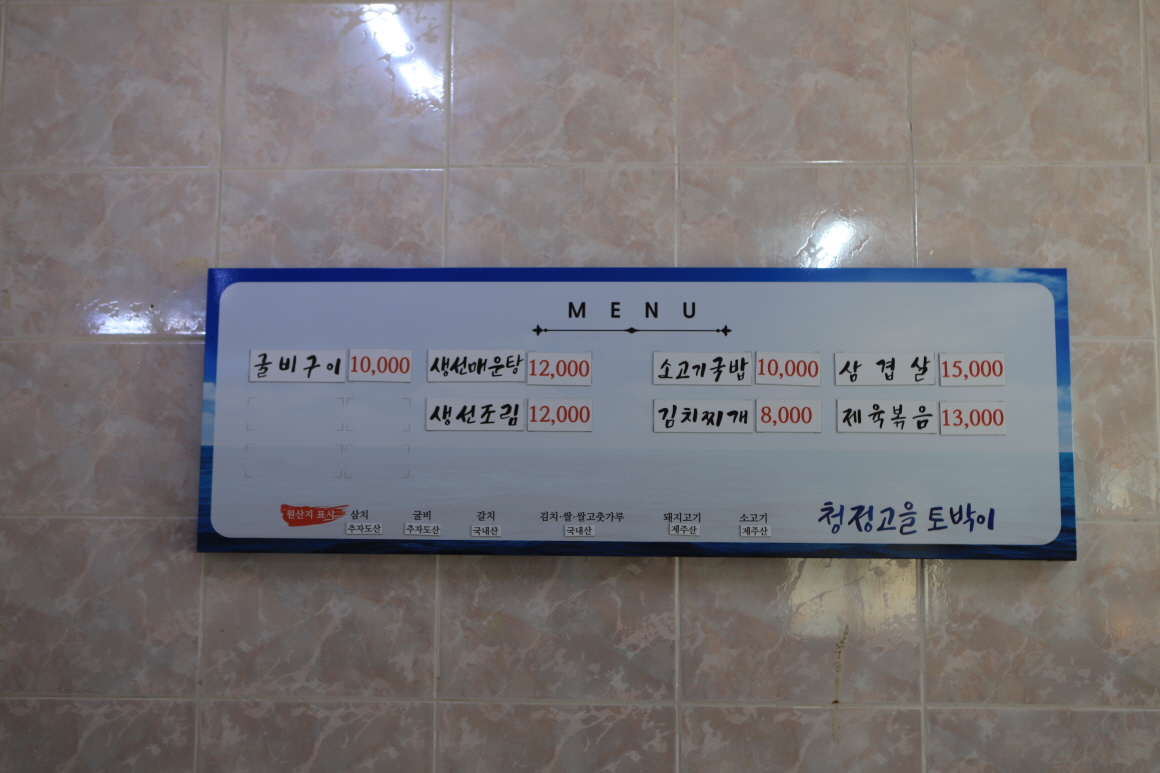 MENU
굴비구이 10,000 생선매운탕 12,000 소고기국밥 10,000 삼겹살 15,000
생선조림 12,000 김치찌개 8,000 제육볶음 13,000
원산지 표시 삼치 굴비 갈치 김치·쌀·쌀고춧가루 돼지고기 소고기
추자도산 추자도산 국내산 국내산 제주산 제주산
청정고을 토박이